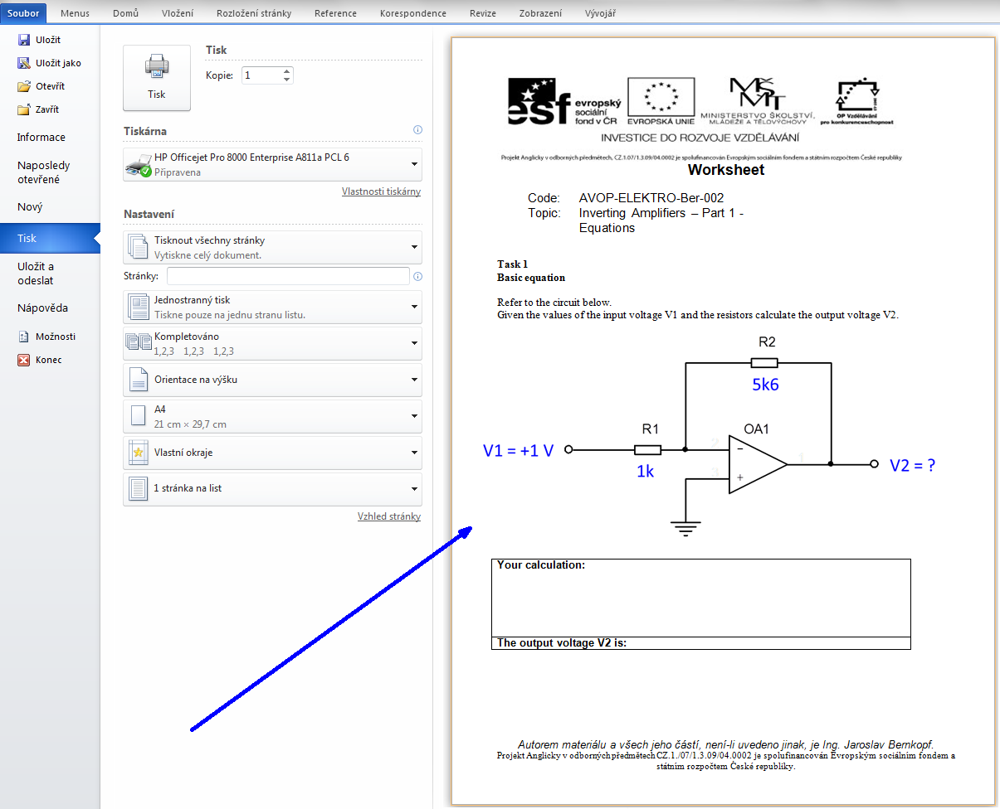 Soubor Menus Domů Vložení Rozložení stránky Reference Korespondence Revize Zobrazení Vývojář
Uložit
Uložit jako
Otevřít
Zavřít
Informace
Naposledy
otevřené
Nový
Tisk
Uložit a
odeslat
Nápověda
Možnosti
Konec
Tisk
Tisk
Kopie: 1
Tiskárna
HP Officejet Pro 8000 Enterprise A811a PCL 6
Připravena
Vlastnosti tiskárny
Nastavení
Tisknout všechny stránky
Vytiskne celý dokument.
Stránky:
Jednostranný tisk
Tiskne pouze na jednu stranu listu.
Kompletováno
1,2,3 1,2,3 1,2,3
Orientace na výšku
A4
21 cm × 29,7 cm
Vlastní okraje
1 stránka na list
Vzhled stránky
esf evropský
sociální
fond v ČR
EVROPSKÁ UNIE
MŠMT
MINISTERSTVO ŠKOLSTVÍ,
MLÁDEŽE A TĚLOVÝCHOVY
OP Vzdělávání
pro konkurenceschopnost
INVESTICE DO ROZVOJE VZDĚLÁVÁNÍ
Projekt Anglicky v odborných předmětech, CZ.1.07/1.3.09/04.0002 je spolufinancován Evropským sociálním fondem a státním rozpočtem České republiky
Worksheet
Code: AVOP-ELEKTRO-Ber-002
Topic: Inverting Amplifiers – Part 1 -
Equations
Task 1
Basic equation
Refer to the circuit below.
Given the values of the input voltage V1 and the resistors calculate the output voltage V2.
R2
5k6
R1
OA1
V1 = +1 V
1k
2
3
1
−
+
V2 = ?
Your calculation:
The output voltage V2 is:
Autorem materiálu a všech jeho částí, není-li uvedeno jinak, je Ing. Jaroslav Bernkopf.
Projekt Anglicky v odborných předmětech CZ.1./07/1.3.09/04.0002 je spolufinancován Evropským sociálním fondem a
státním rozpočtem České republiky.